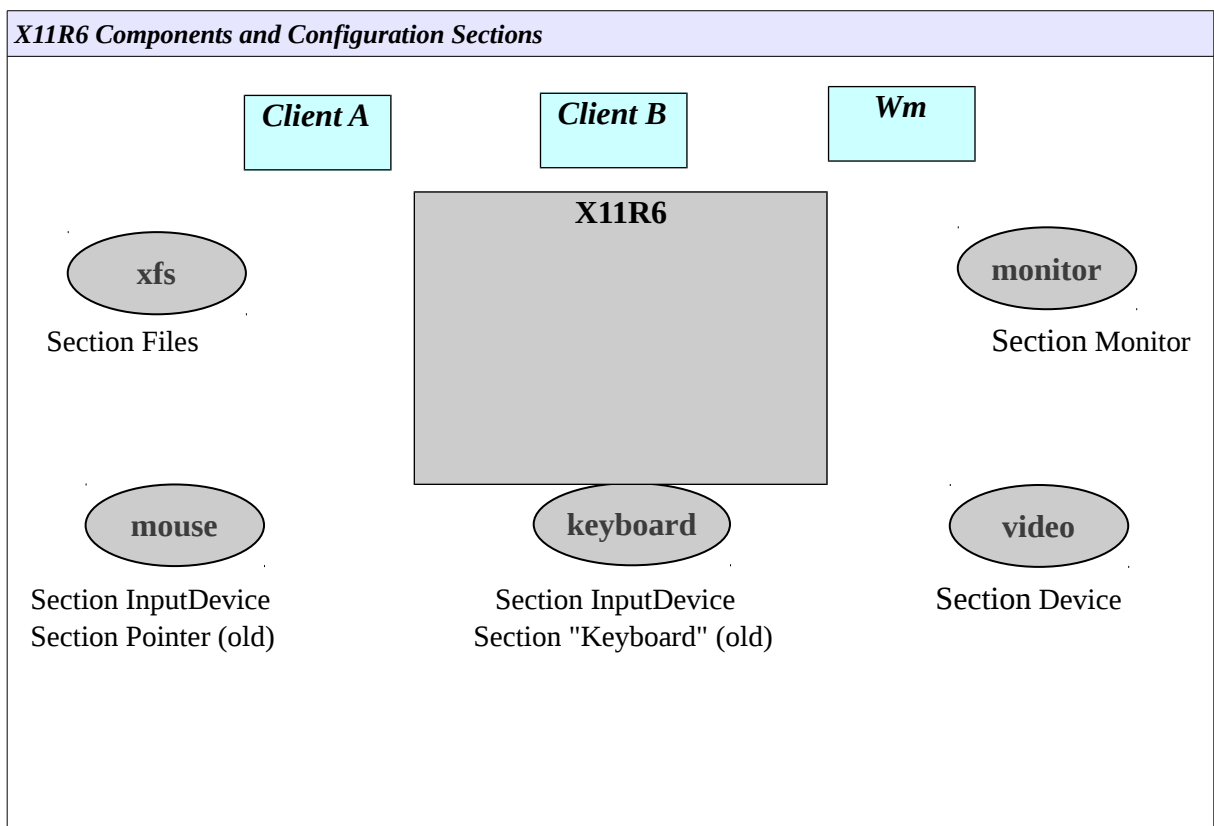 X11R6 Components and Configuration Sections
Client A
Client B
Wm
X11R6
xfs
monitor
Section Files
Section Monitor
mouse
keyboard
video
Section InputDevice
Section Pointer (old)
Section InputDevice
Section "Keyboard" (old)
Section Device